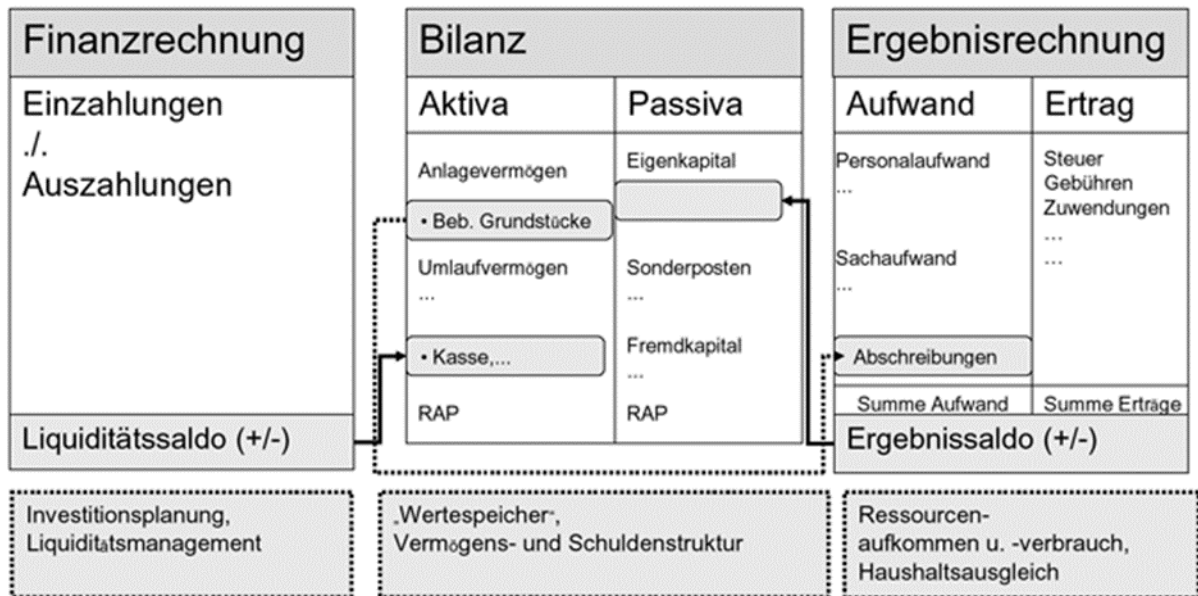 Finanzrechnung
Einzahlungen
./.
Auszahlungen
Liquiditätssaldo (+/-)
Investitionsplanung,
Liquiditätsmanagement
Bilanz
Aktiva
Anlagevermögen
• Beb. Grundstücke
Umlaufvermögen
...
• Kasse,...
RAP
Passiva
Eigenkapital
Sonderposten
...
Fremdkapital
...
RAP
„Wertespeicher“,
Vermögens- und Schuldenstruktur
Ergebnisrechnung
Aufwand
Personalaufwand
...
Sachaufwand
...
Abschreibungen
Summe Aufwand
Ertrag
Steuer
Gebühren
Zuwendungen
...
...
Summe Erträge
Ergebnissaldo (+/-)
Ressourcen-
aufkommen u. -verbrauch,
Haushaltsausgleich